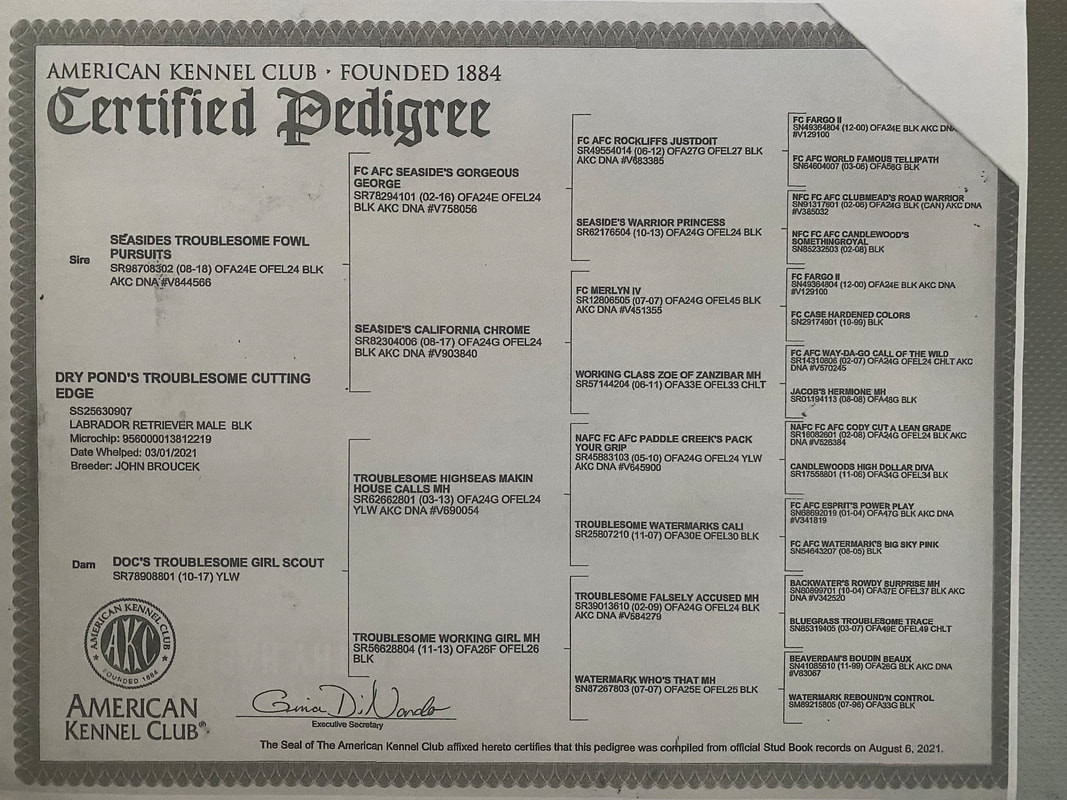 AMERICAN KENNEL CLUB · FOUNDED 1884
Certified Pedigree
Sire
SEASIDES TROUBLESOME FOWL
PURSUITS
SR98708302 (08-18) OFA24E OFEL24 BLK
AKC DNA #V844566
DRY POND'S TROUBLESOME CUTTING
EDGE
SS25630907
LABRADOR RETRIEVER MALE BLK
Microchip: 956000013812219
Date Whelped: 03/01/2021
Breeder: JOHN BROUCEK
Dam
DOC'S TROUBLESOME GIRL SCOUT
SR78908801 (10-17) YLW
FC AFC SEASIDE'S GORGEOUS
GEORGE
SR78294101 (02-16) OFA24E OFEL24
BLK AKC DNA #V758056
SEASIDE'S CALIFORNIA CHROME
SR82304006 (08-17) OFA24G OFEL24
BLK AKC DNA #V903840
TROUBLESOME HIGHSEAS MAKIN
HOUSE CALLS MH
SR62662801 (03-13) OFA24G OFEL24
YLW AKC DNA #V690054
TROUBLESOME WORKING GIRL MH
SR56628804 (11-13) OFA26F OFEL26
BLK
FC AFC ROCKLIFFS JUSTDOIT
SR49554014 (06-12) OFA27G OFEL27 BLK
AKC DNA #V683385
SEASIDE'S WARRIOR PRINCESS
SR62176504 (10-13) OFA24G OFEL24 BLK
FC MERLYN IV
SR12806505 (07-07) OFA24G OFEL45 BLK
AKC DNA #V451355
WORKING CLASS ZOE OF ZANZIBAR MH
SR57144204 (06-11) OFA33E OFEL33 CHLT
NAFC FC AFC PADDLE CREEK'S PACK
YOUR GRIP
SR45883103 (05-10) OFA24G OFEL24 YLW
AKC DNA #V645900
TROUBLESOME WATERMARKS CALI
SR25807210 (11-07) OFA30E OFEL30 BLK
TROUBLESOME FALSELY ACCUSED MH
SR39013610 (02-09) OFA24G OFEL24 BLK
AKC DNA #V584279
WATERMARK WHO'S THAT MH
SN87267803 (07-07) OFA25E OFEL25 BLK
FC FARGO II
SN49364804 (12-00) OFA24E BLK AKC
#V129100
FC AFC WORLD FAMOUS TELLIPATH
SN64604007 (03-06) OFA58G BLK
NFC FC AFC CLUBMEAD'S ROAD WARRIOR
SN91317601 (02-06) OFA24G BLK (CAN) AKC DNA
#V385032
NFC FC AFC CANDLEWOOD'S
SOMETHINGROYAL
SN85232503 (02-08) BLK
FC FARGO II
SN49364804 (12-00) OFA24E BLK AKC DNA
#V129100
FC CASE HARDENED COLORS
SN29174901 (10-99) BLK
FC AFC WAY-DA-GO CALL OF THE WILD
SR14310806 (02-07) OFA24G OFEL24 CHLT AKC
DNA #V570245
JACOB'S HERMIONE MH
SR01194113 (08-08) OFA48G BLK
NAFC FC AFC CODY CUT A LEAN GRADE
SR16082601 (02-08) OFA24G OFEL24 BLK AKC
DNA #V526384
CANDLEWOODS HIGH DOLLAR DIVA
SR17558801 (11-06) OFA34G OFEL34 BLK
FC AFC ESPRIT'S POWER PLAY
SN68692019 (01-04) OFA47G BLK AKC DNA
#V341819
FC AFC WATERMARK'S BIG SKY PINK
SN54643207 (08-05) BLK
BACKWATER'S ROWDY SURPRISE MH
SN80899701 (10-04) OFA37E OFEL37 BLK AKC
DNA #V342520
BLUEGRASS TROUBLESOME TRACE
SN85319405 (03-07) OFA49E OFEL49 CHLT
BEAVERDAM'S BOUDIN BEAUX
SN41085610 (11-99) OFA26G BLK AKC DNA
#V83067
WATERMARK REBOUND'N CONTROL
SM89215805 (07-96) OFA33G BLK
AMERICAN KENNEL CLUB
AKC
FOUNDED 1884
AMERICAN
KENNEL CLUB®
Gina DiNardo
Executive Secretary
The Seal of The American Kennel Club affixed hereto certifies that this pedigree was compiled from official Stud Book records on August 6, 2021.